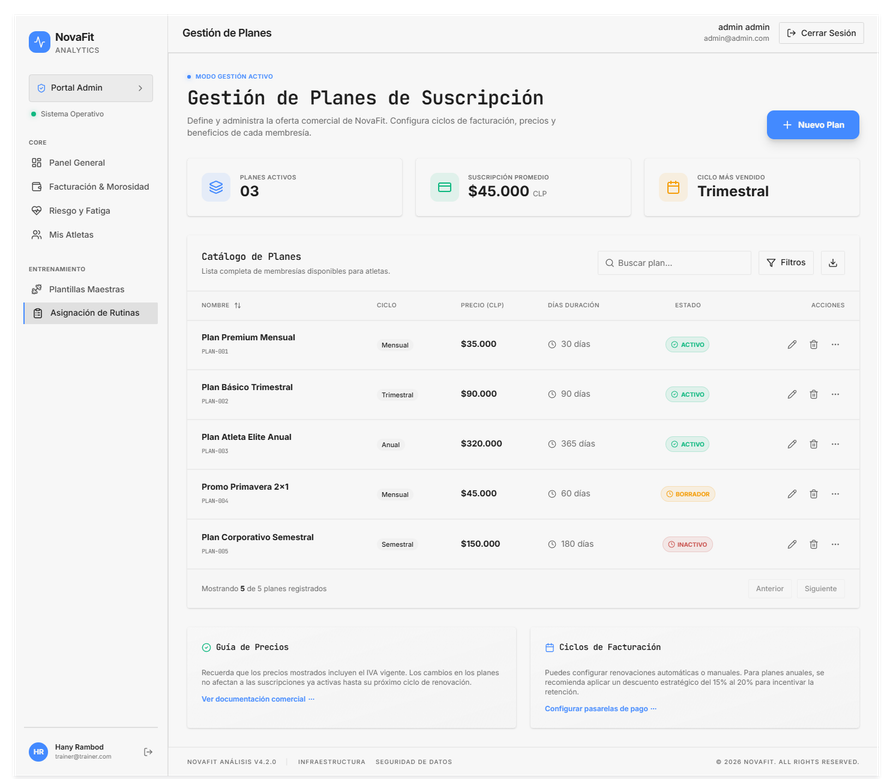 NovaFit
ANALYTICS
Portal Admin
Sistema Operativo
CORE
Panel General
Facturación & Morosidad
Riesgo y Fatiga
Mis Atletas
ENTRENAMIENTO
Plantillas Maestras
Asignación de Rutinas
HR
Hany Rambod
trainer@trainer.com
Gestión de Planes
admin admin
admin@admin.com
Cerrar Sesión
MODO GESTIÓN ACTIVO
Gestión de Planes de Suscripción
Define y administra la oferta comercial de NovaFit. Configura ciclos de facturación, precios y
beneficios de cada membresía.
Nuevo Plan
PLANES ACTIVOS
03
SUSCRIPCIÓN PROMEDIO
$45.000 CLP
CICLO MÁS VENDIDO
Trimestral
Catálogo de Planes
Lista completa de membresías disponibles para atletas.
Buscar plan...
Filtros
NOMBRE CICLO PRECIO (CLP) DÍAS DURACIÓN ESTADO ACCIONES
Plan Premium Mensual
PLAN-001
Mensual $35.000 30 días ACTIVO
Plan Básico Trimestral
PLAN-002
Trimestral $90.000 90 días ACTIVO
Plan Atleta Elite Anual
PLAN-003
Anual $320.000 365 días ACTIVO
Promo Primavera 2x1
PLAN-004
Mensual $45.000 60 días BORRADOR
Plan Corporativo Semestral
PLAN-005
Semestral $150.000 180 días INACTIVO
Mostrando 5 de 5 planes registrados
Anterior Siguiente
Guía de Precios
Recuerda que los precios mostrados incluyen el IVA vigente. Los cambios en los planes
no afectan a las suscripciones ya activas hasta su próximo ciclo de renovación.
Ver documentación comercial ···
Ciclos de Facturación
Puedes configurar renovaciones automáticas o manuales. Para planes anuales, se
recomienda aplicar un descuento estratégico del 15% al 20% para incentivar la
retención.
Configurar pasarelas de pago ···
NOVAFIT ANÁLISIS V4.2.0 INFRAESTRUCTURA SEGURIDAD DE DATOS © 2026 NOVAFIT. ALL RIGHTS RESERVED.